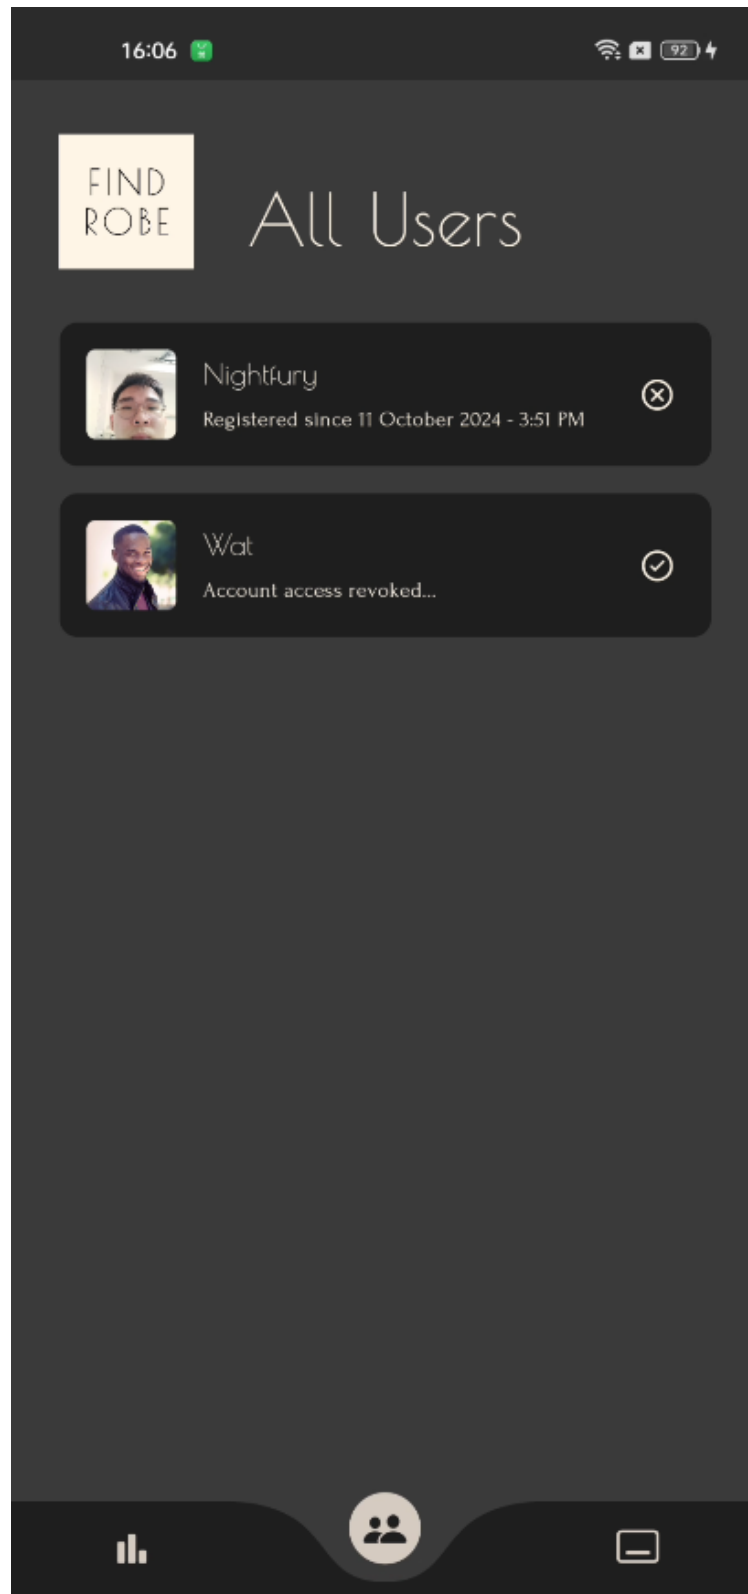 16:06
92
FIND
ROBE
All Users
Nightfury
Registered since 11 October 2024 - 3:51 PM
Wat
Account access revoked...